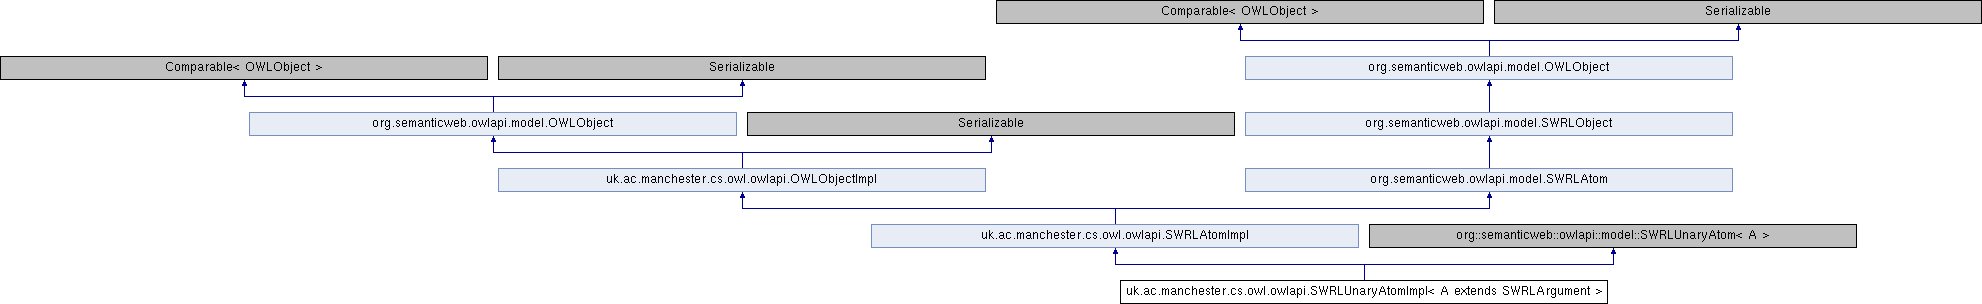 Comparable< OWLObject >
Serializable
Comparable< OWLObject >
Serializable
org.semanticweb.owlapi.model.OWLObject
org.semanticweb.owlapi.model.OWLObject
Serializable
org.semanticweb.owlapi.model.SWRLObject
uk.ac.manchester.cs.owl.owlapi.OWLObjectImpl
org.semanticweb.owlapi.model.SWRLAtom
uk.ac.manchester.cs.owl.owlapi.SWRLAtomImpl
org::semanticweb::owlapi::model::SWRLUnaryAtom< A >
uk.ac.manchester.cs.owl.owlapi.SWRLUnaryAtomImpl< A extends SWRLArgument >